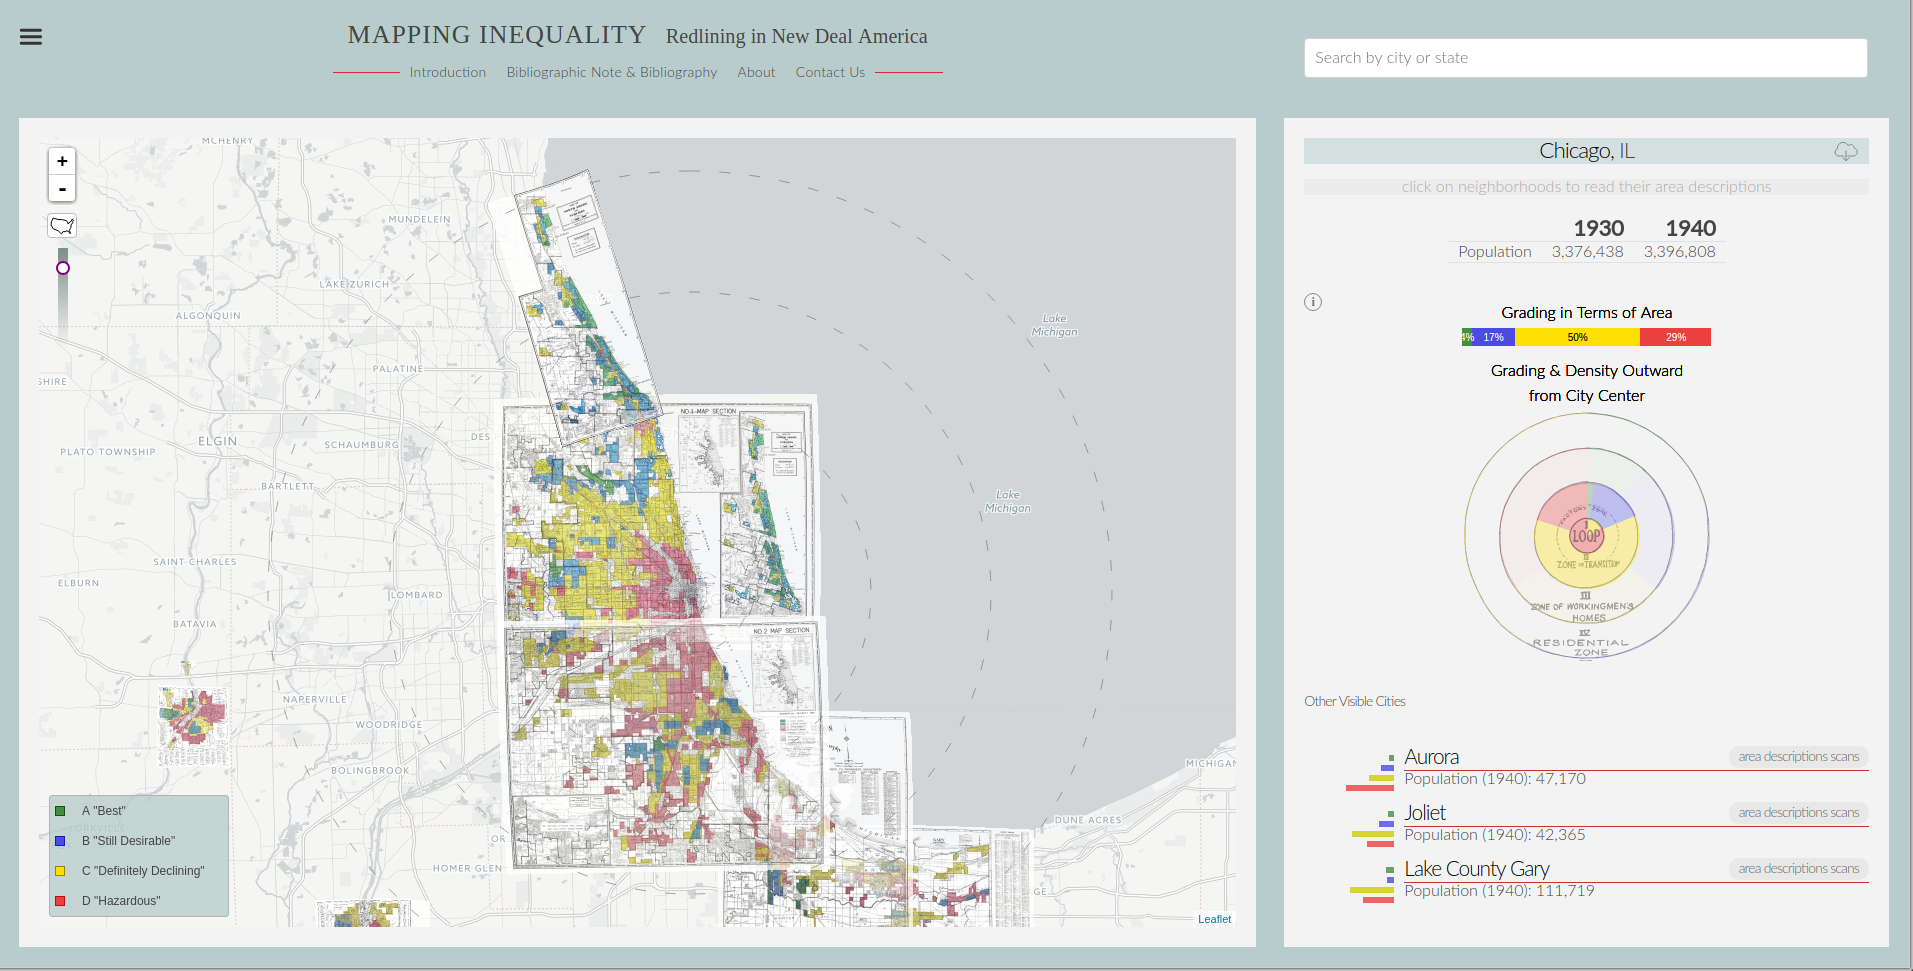 MAPPING INEQUALITY Redlining in New Deal America
Introduction Bibliographic Note & Bibliography About Contact Us
Search by city or state
+
-
MCHENRY
MUNDELEIN
LAKE ZURICH
ALGONQUIN
Lake
Michigan
PALATINE
SHIRE
ELGIN
SCHAUMBURG
DES
PLATO TOWNSHIP
BARTLETT
NO.1-MAP SECTION
Lake
Michigan
SAINT CHARLES
ELBURN
LOMBARD
BATAVIA
NO.2 MAP SECTION
NAPERVILLE
WOODRIDGE
BOLINGBROOK
MICHIGAN
DUNE ACRES
YORKVILLE
OR
HOMER GLEN
GE
A "Best"
B "Still Desirable"
C "Definitely Declining"
D "Hazardous"
Leaflet
Chicago, IL
click on neighborhoods to read their area descriptions
1930 1940
Population 3,376,438 3,396,808
i
Grading in Terms of Area
4% 17% 50% 29%
Grading & Density Outward
from City Center
FACTORY ZONE
I
LOOP
II
ZONE IN TRANSITION
III
ZONE OF WORKINGMEN'S
HOMES
IV
RESIDENTIAL
ZONE
Other Visible Cities
Aurora area descriptions scans
Population (1940): 47,170
Joliet area descriptions scans
Population (1940): 42,365
Lake County Gary area descriptions scans
Population (1940): 111,719